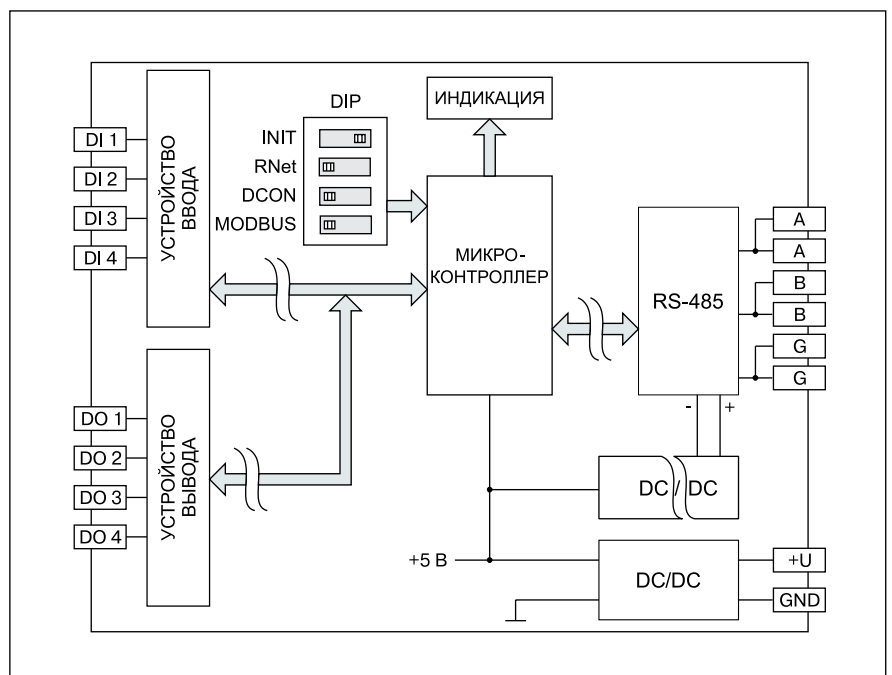 DIP
INIT
RNet
DCON
MODBUS
ИНДИКАЦИЯ
DI 1
DI 2
DI 3
DI 4
УСТРОЙСТВО
ВВОДА
МИКРО-
КОНТРОЛЛЕР
RS-485
A
A
B
B
G
G
- +
DO 1
DO 2
DO 3
DO 4
УСТРОЙСТВО
ВЫВОДА
DC / DC
+5 В
DC/DC
+U
GND